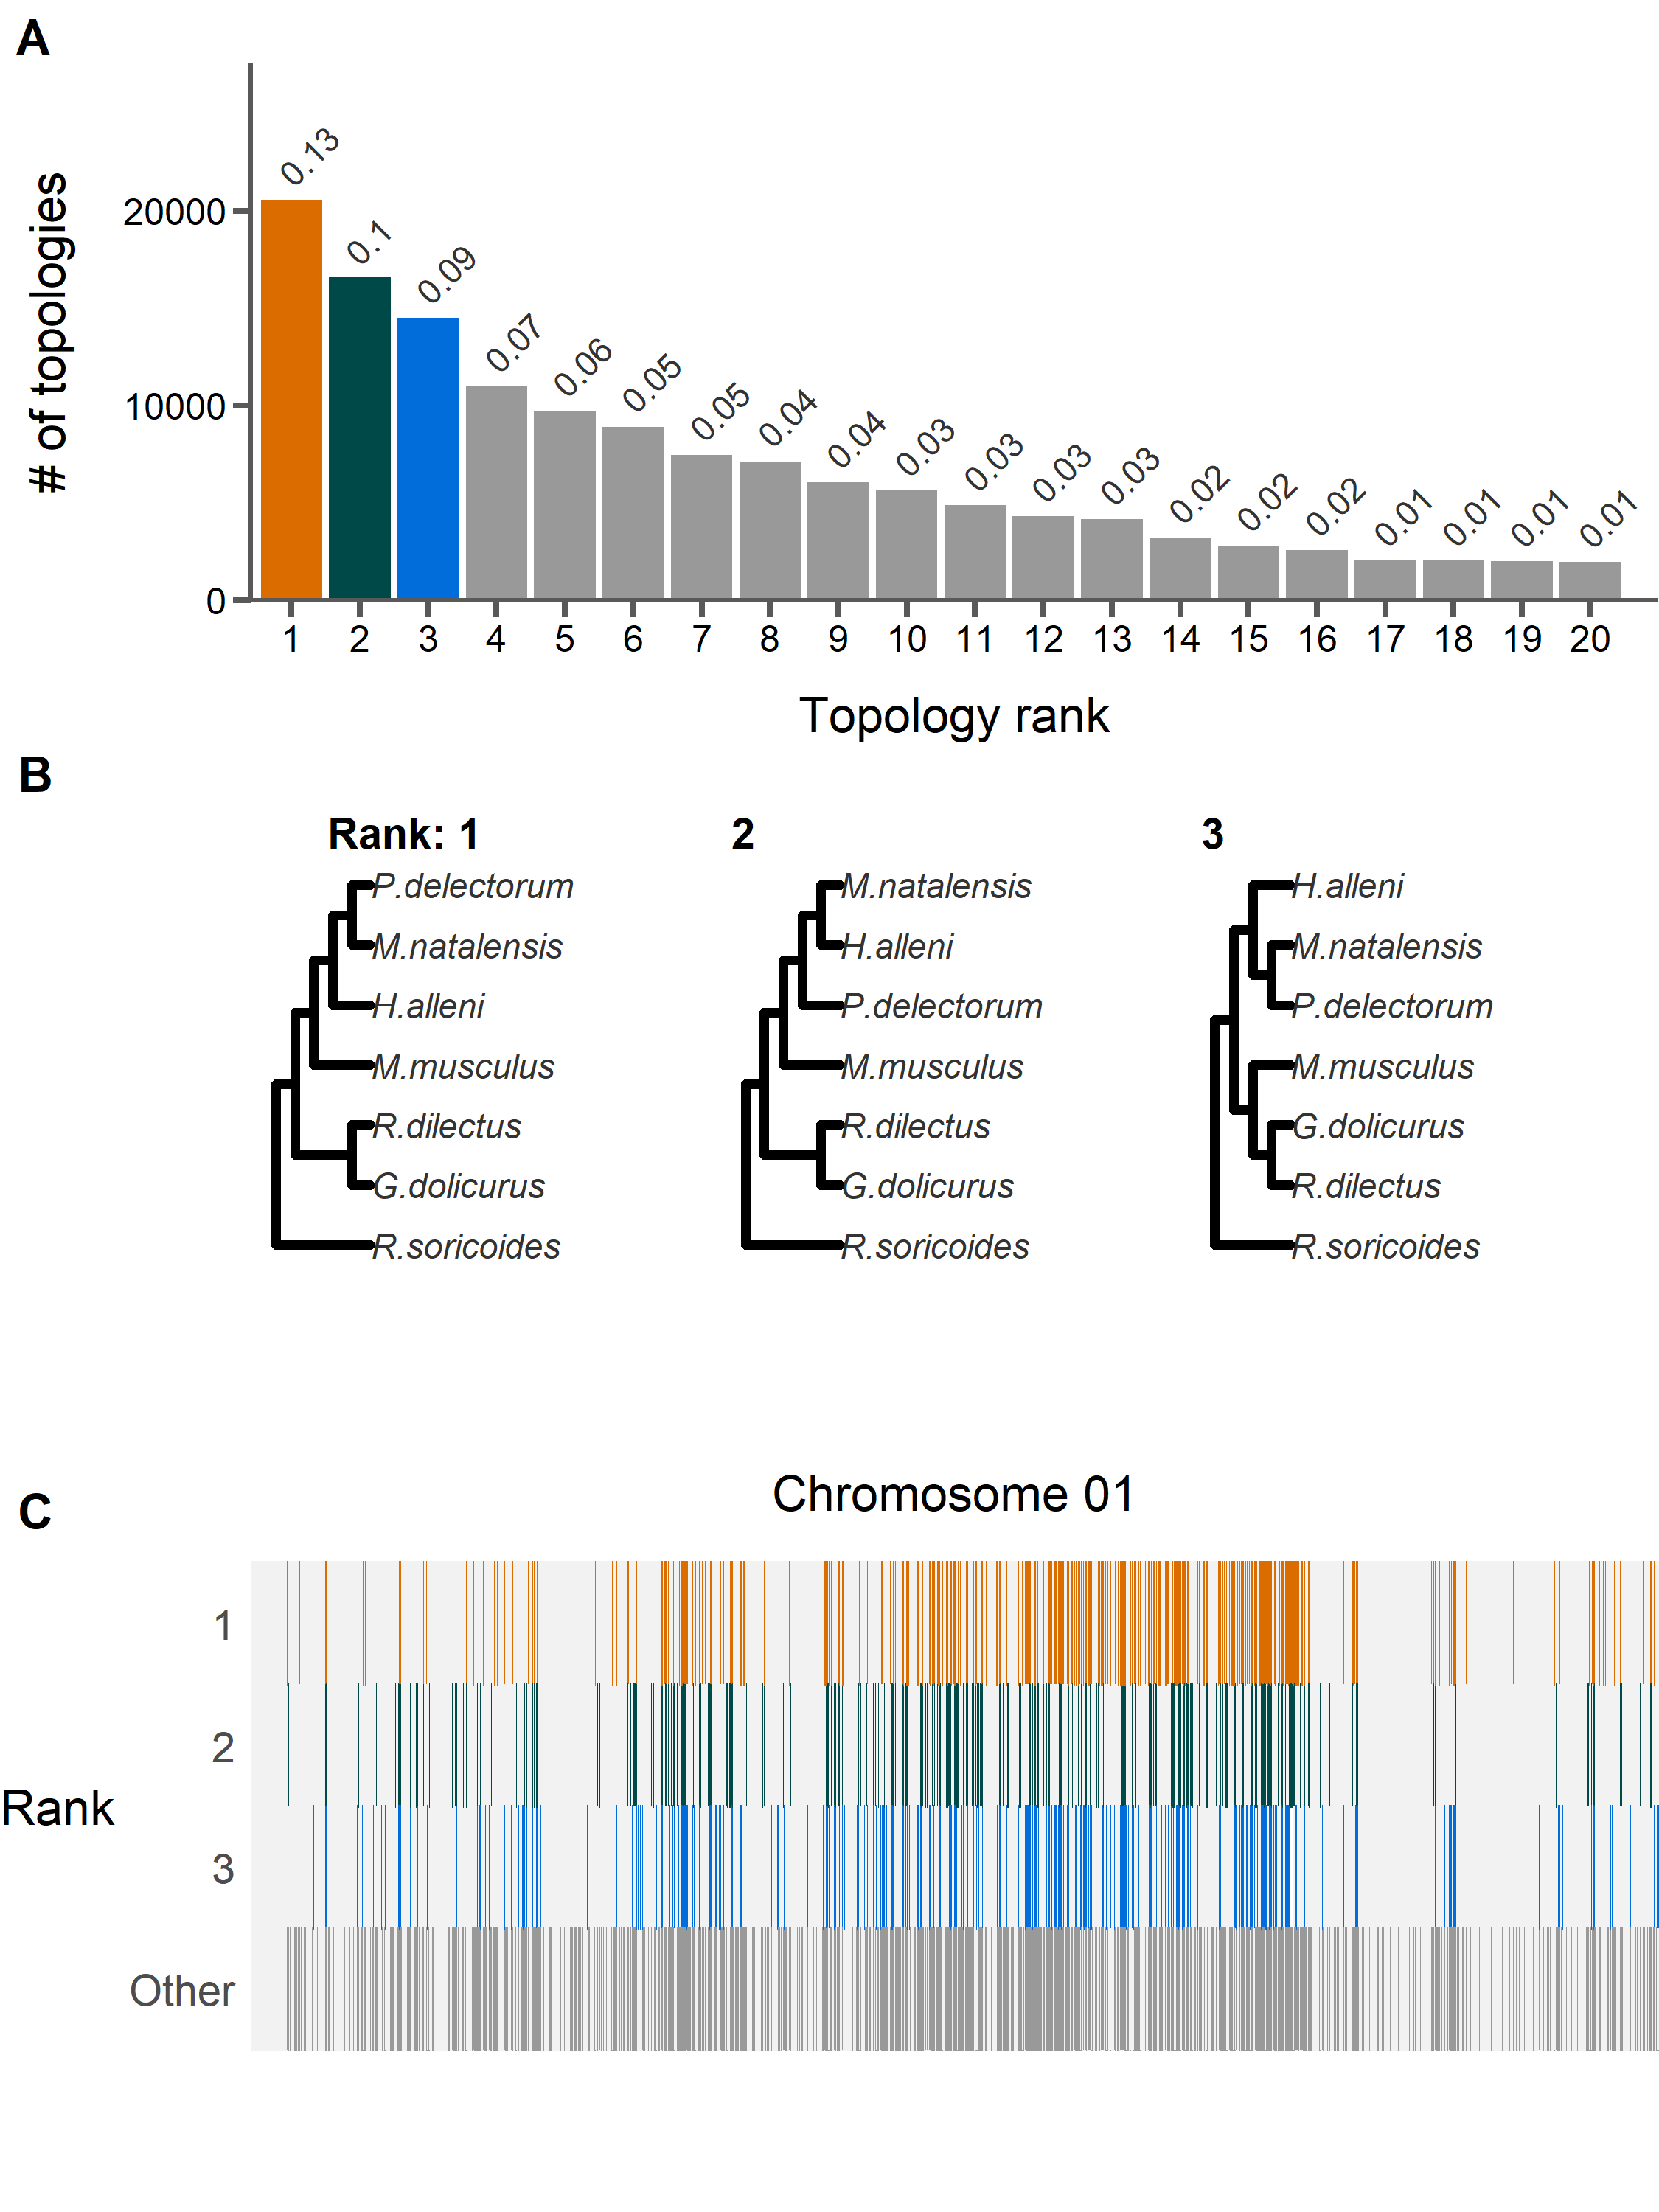 A
# of topologies
20000
10000
0
0.13
0.1
0.09
0.07
0.06
0.05
0.05
0.04
0.04
0.03
0.03
0.03
0.03
0.02
0.02
0.02
0.01
0.01
0.01
0.01
1 2 3 4 5 6 7 8 9 10 11 12 13 14 15 16 17 18 19 20
Topology rank
B
Rank: 1
P.delectorum
M.natalensis
H.alleni
M.musculus
R.dilectus
G.dolicurus
R.soricoides
2
M.natalensis
H.alleni
P.delectorum
M.musculus
R.dilectus
G.dolicurus
R.soricoides
3
H.alleni
M.natalensis
P.delectorum
M.musculus
G.dolicurus
R.dilectus
R.soricoides
C
Chromosome 01
Rank
1
2
3
Other